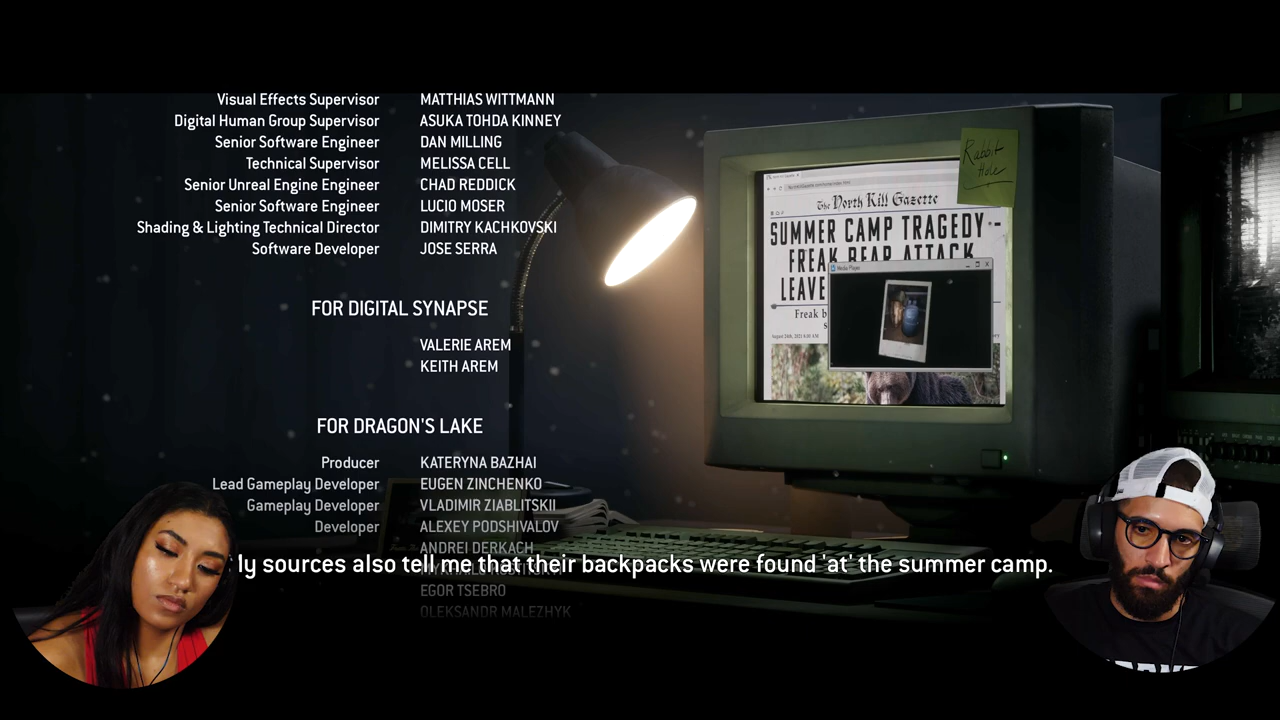 Visual Effects Supervisor MATTHIAS WITTMANN
Digital Human Group Supervisor ASUKA TOHDA KINNEY
Senior Software Engineer DAN MILLING
Technical Supervisor MELISSA CELL
Senior Unreal Engine Engineer CHAD REDDICK
Senior Software Engineer LUCIO MOSER
Shading & Lighting Technical Director DIMITRY KACHKOVSKI
Software Developer JOSE SERRA
FOR DIGITAL SYNAPSE
VALERIE AREM
KEITH AREM
FOR DRAGON'S LAKE
Producer KATERYNA BAZHAI
Lead Gameplay Developer EUGEN ZINCHENKO
Gameplay Developer VLADIMIR ZIABLITSKII
Developer ALEXEY PODSHIVALOV
ANDREI DERKACH
EGOR TSEBRO
OLEKSANDR MALEZHYK
ly sources also tell me that their backpacks were found 'at' the summer camp.
Rabbit
Hole
The North Kill Gazette
SUMMER CAMP TRAGEDY -
FREAK BEAR ATTACK
LEAVE
Freak b
Media Player